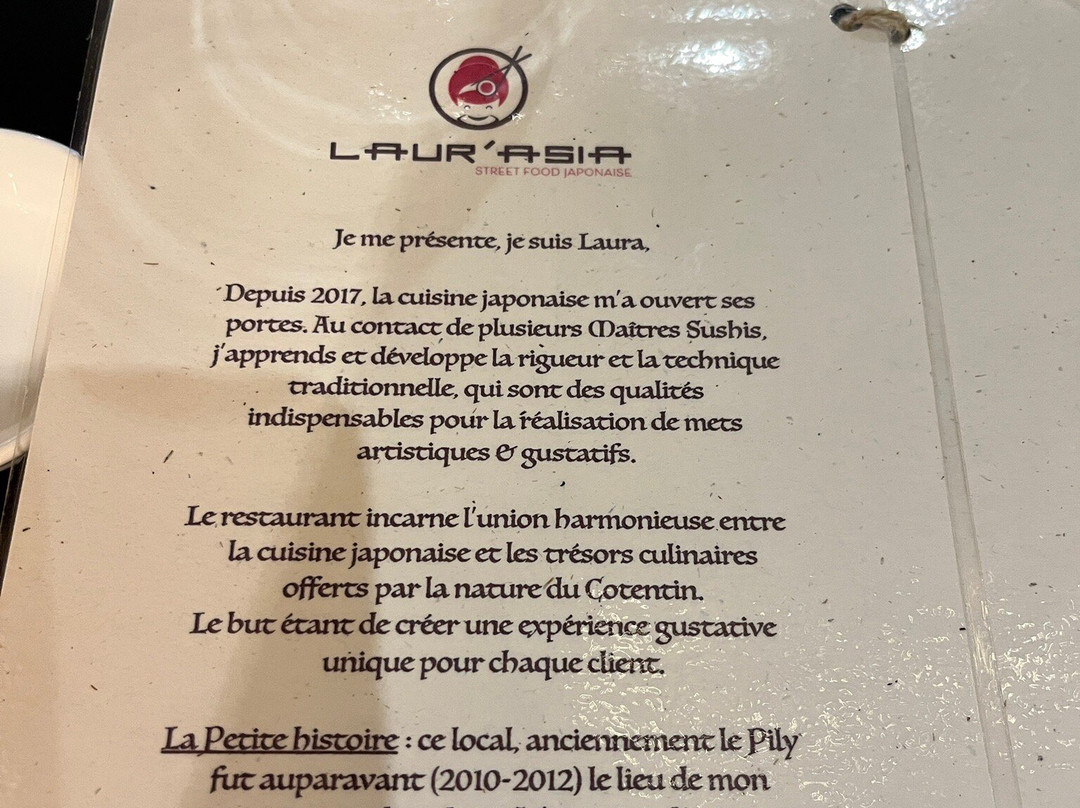 LAUR'ASIA
STREET FOOD JAPONAISE
Je me présente, je suis Laura,
Depuis 2017, la cuisine japonaise m'a ouvert ses
portes. Au contact de plusieurs Maîtres Sushis,
j'apprends et développe la rigueur et la technique
traditionnelle, qui sont des qualités
indispensables pour la réalisation de mets
artistiques & gustatifs.
Le restaurant incarne l'union harmonieuse entre
la cuisine japonaise et les trésors culinaires
offerts par la nature du Cotentin.
Le but étant de créer une expérience gustative
unique pour chaque client.
La Petite histoire : ce local, anciennement le Pily
fut auparavant (2010-2012) le lieu de mon